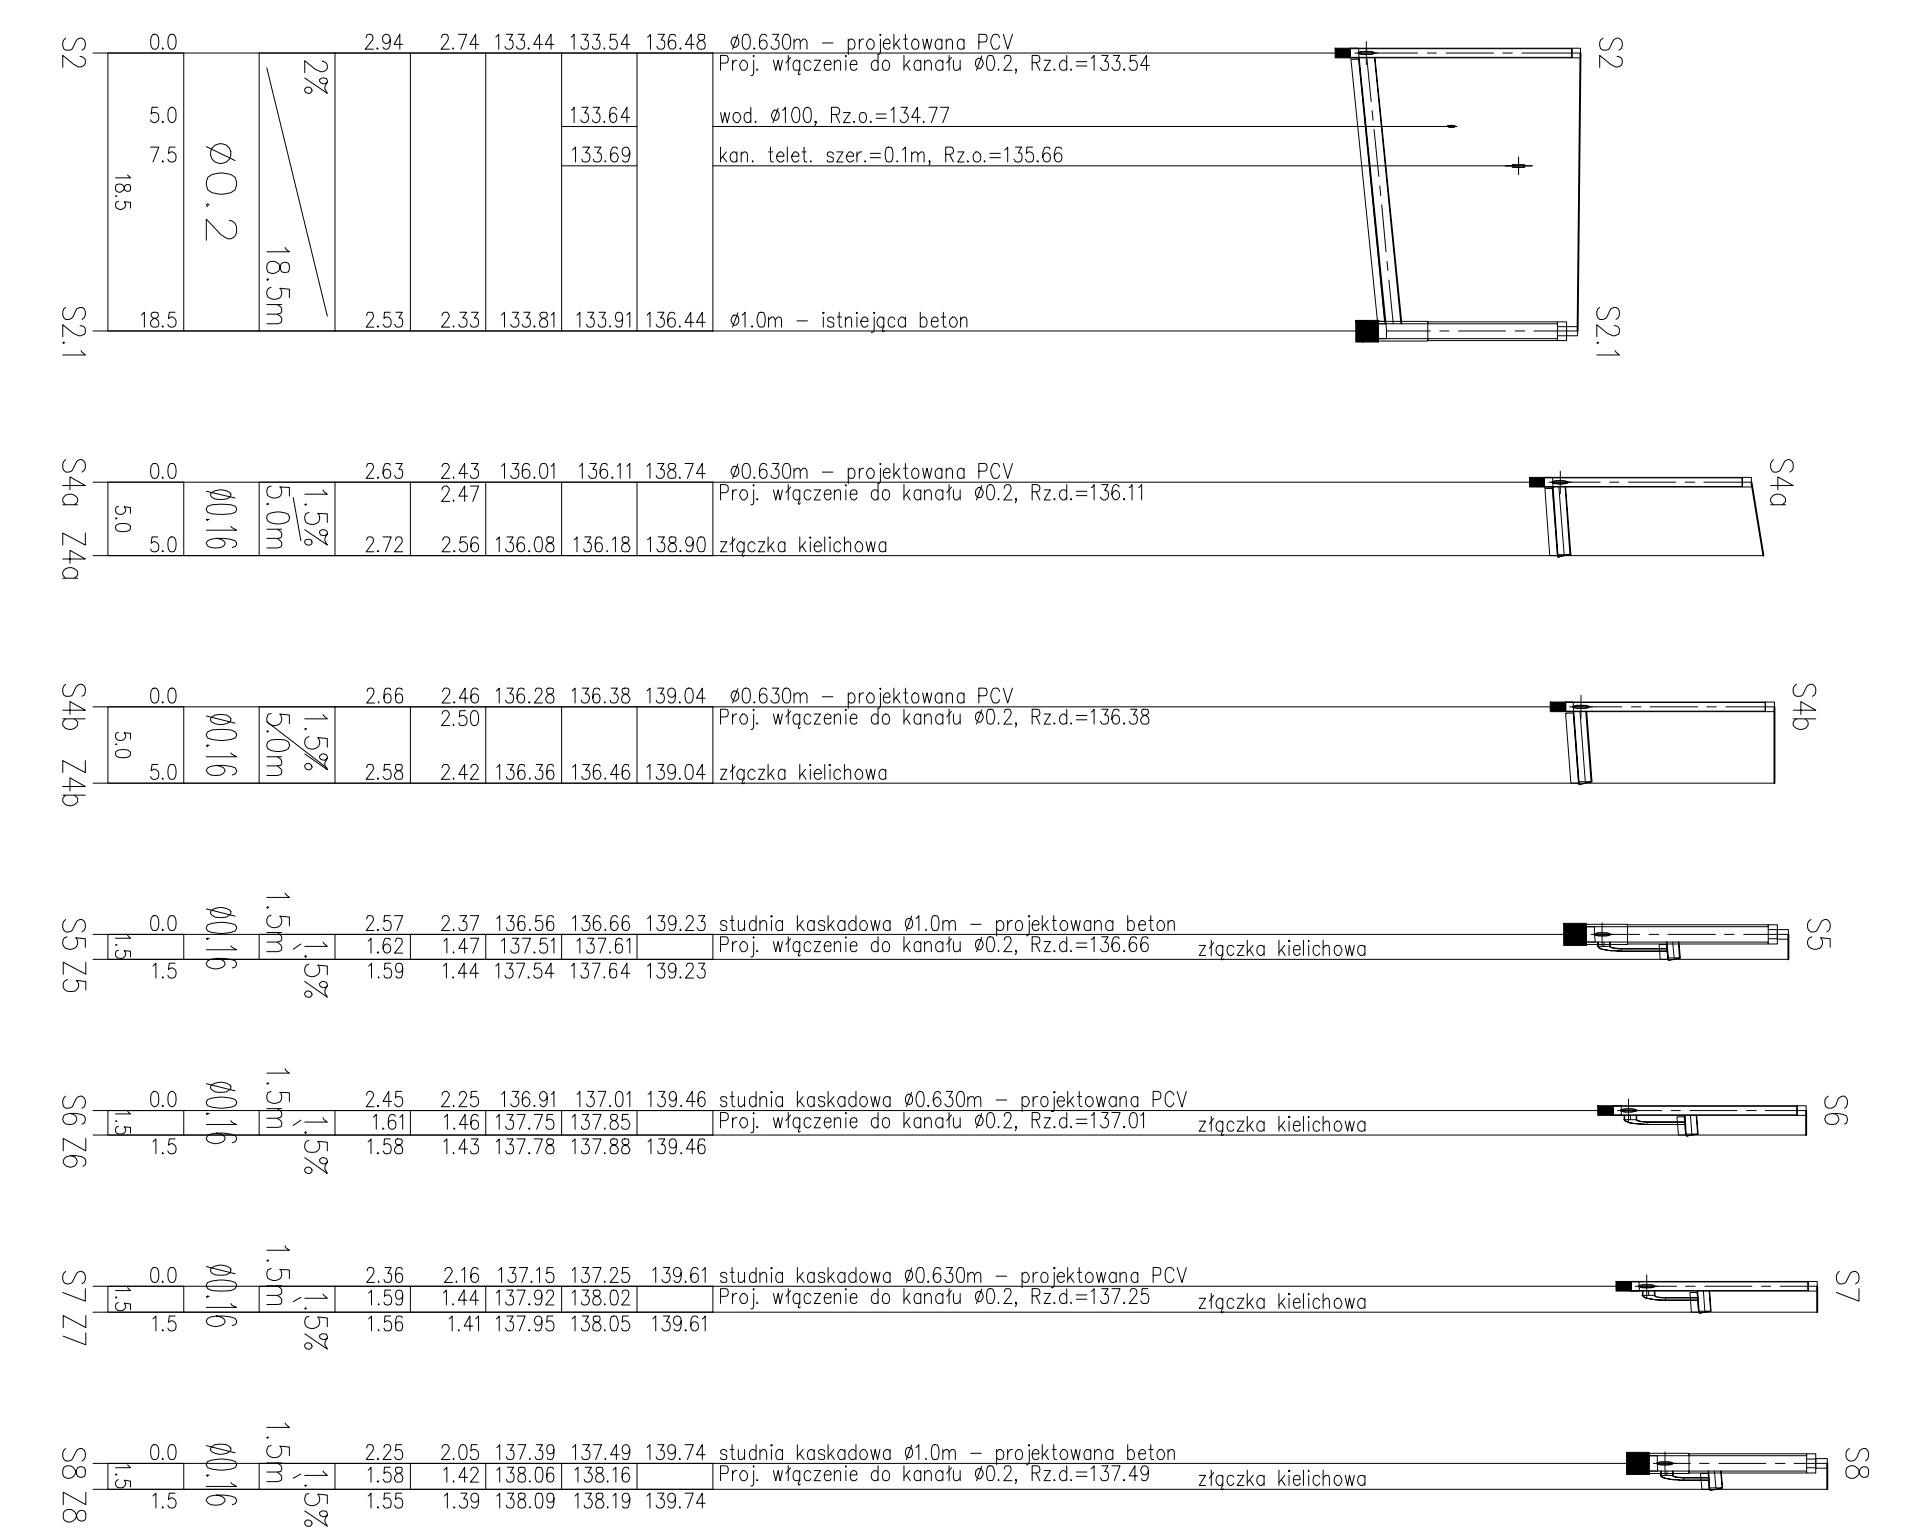 S2 0.0 2.94 2.74 133.44 133.54 136.48 ø0.630m – projektowana PCV S2
2% Proj. włączenie do kanału ø0.2, Rz.d.=133.54
5.0 133.64 wod. ø100, Rz.o.=134.77
7.5 133.69 kan. telet. szer.=0.1m, Rz.o.=135.66
18.5 ø0.2 18.5m
S2.1 18.5 2.53 2.33 133.81 133.91 136.44 ø1.0m – istniejąca beton S2.1
S4a 0.0 2.63 2.43 136.01 136.11 138.74 ø0.630m – projektowana PCV S4a
5.0 ø0.16 5.0m 1.5% 2.47 Proj. włączenie do kanału ø0.2, Rz.d.=136.11
Z4a 5.0 2.72 2.56 136.08 136.18 138.90 złączka kielichowa
S4b 0.0 2.66 2.46 136.28 136.38 139.04 ø0.630m – projektowana PCV S4b
5.0 ø0.16 5.0m 1.5% 2.50 Proj. włączenie do kanału ø0.2, Rz.d.=136.38
Z4b 5.0 2.58 2.42 136.36 136.46 139.04 złączka kielichowa
S5 0.0 2.57 2.37 136.56 136.66 139.23 studnia kaskadowa ø1.0m – projektowana beton S5
1.5 ø0.16 1.5m 1.5% 1.62 1.47 137.51 137.61 Proj. włączenie do kanału ø0.2, Rz.d.=136.66 złączka kielichowa
Z5 1.5 1.59 1.44 137.54 137.64 139.23
S6 0.0 2.45 2.25 136.91 137.01 139.46 studnia kaskadowa ø0.630m – projektowana PCV S6
1.5 ø0.16 1.5m 1.5% 1.61 1.46 137.75 137.85 Proj. włączenie do kanału ø0.2, Rz.d.=137.01 złączka kielichowa
Z6 1.5 1.58 1.43 137.78 137.88 139.46
S7 0.0 2.36 2.16 137.15 137.25 139.61 studnia kaskadowa ø0.630m – projektowana PCV S7
1.5 ø0.16 1.5m 1.5% 1.59 1.44 137.92 138.02 Proj. włączenie do kanału ø0.2, Rz.d.=137.25 złączka kielichowa
Z7 1.5 1.56 1.41 137.95 138.05 139.61
S8 0.0 2.25 2.05 137.39 137.49 139.74 studnia kaskadowa ø1.0m – projektowana beton S8
1.5 ø0.16 1.5m 1.5% 1.58 1.42 138.06 138.16 Proj. włączenie do kanału ø0.2, Rz.d.=137.49 złączka kielichowa
Z8 1.5 1.55 1.39 138.09 138.19 139.74